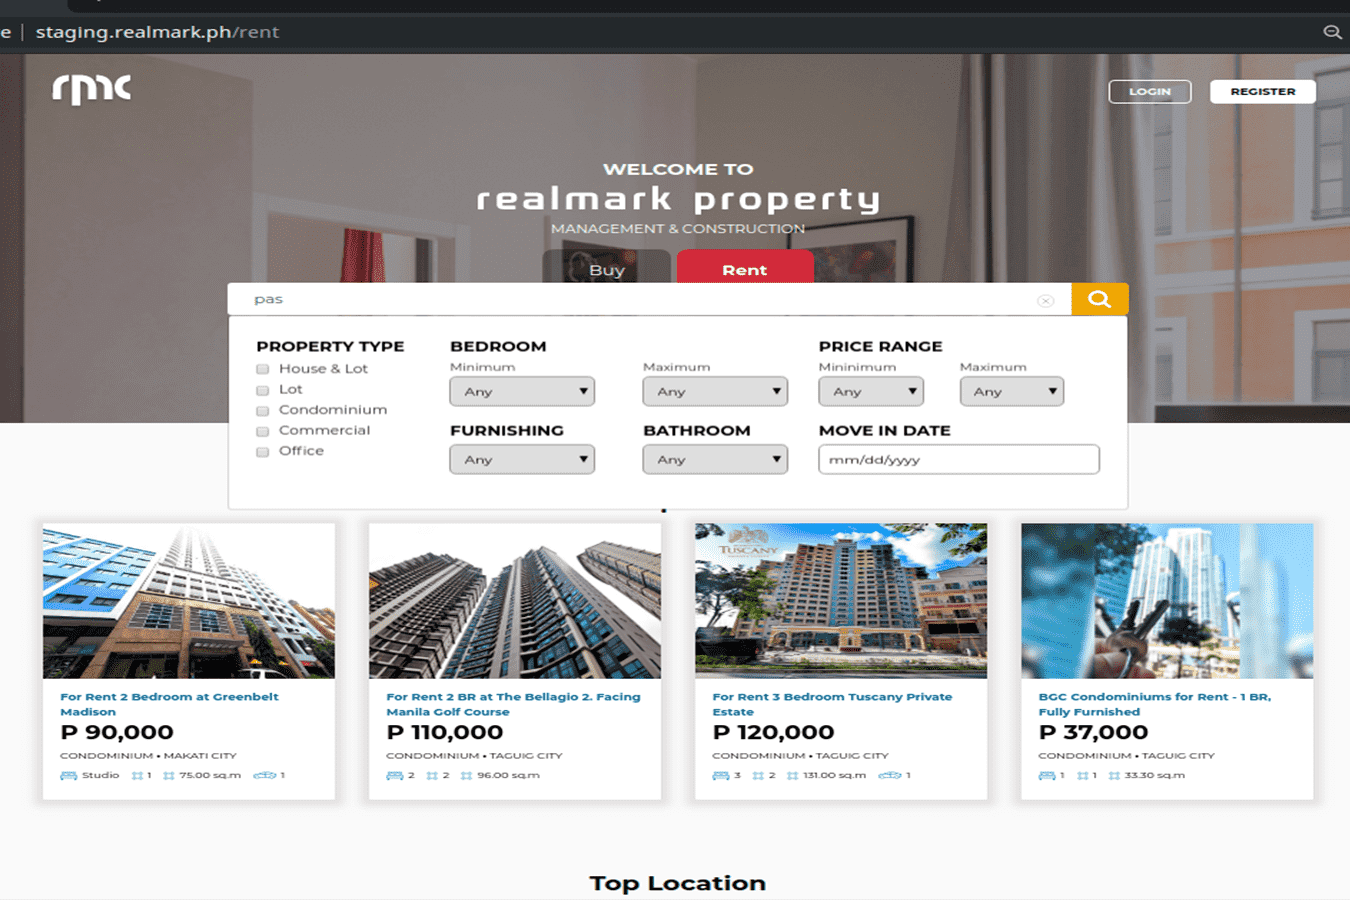 e | staging.realmark.ph/rent
rmc
LOGIN
REGISTER
WELCOME TO
realmark property
MANAGEMENT & CONSTRUCTION
Buy
Rent
pas
PROPERTY TYPE
House & Lot
Lot
Condominium
Commercial
Office
BEDROOM
Minimum
Any
Maximum
Any
PRICE RANGE
Mininimum
Any
Maximum
Any
FURNISHING
Any
BATHROOM
Any
MOVE IN DATE
mm/dd/yyyy
For Rent 2 Bedroom at Greenbelt
Madison
P 90,000
CONDOMINIUM • MAKATI CITY
Studio 1 75.00 sq.m 1
For Rent 2 BR at The Bellagio 2. Facing
Manila Golf Course
P 110,000
CONDOMINIUM • TAGUIG CITY
2 2 96.00 sq.m
TUSCANY
For Rent 3 Bedroom Tuscany Private
Estate
P 120,000
CONDOMINIUM • TAGUIG CITY
3 2 131.00 sq.m 1
BGC Condominiums for Rent - 1 BR,
Fully Furnished
P 37,000
CONDOMINIUM • TAGUIG CITY
1 1 33.30 sq.m
Top Location